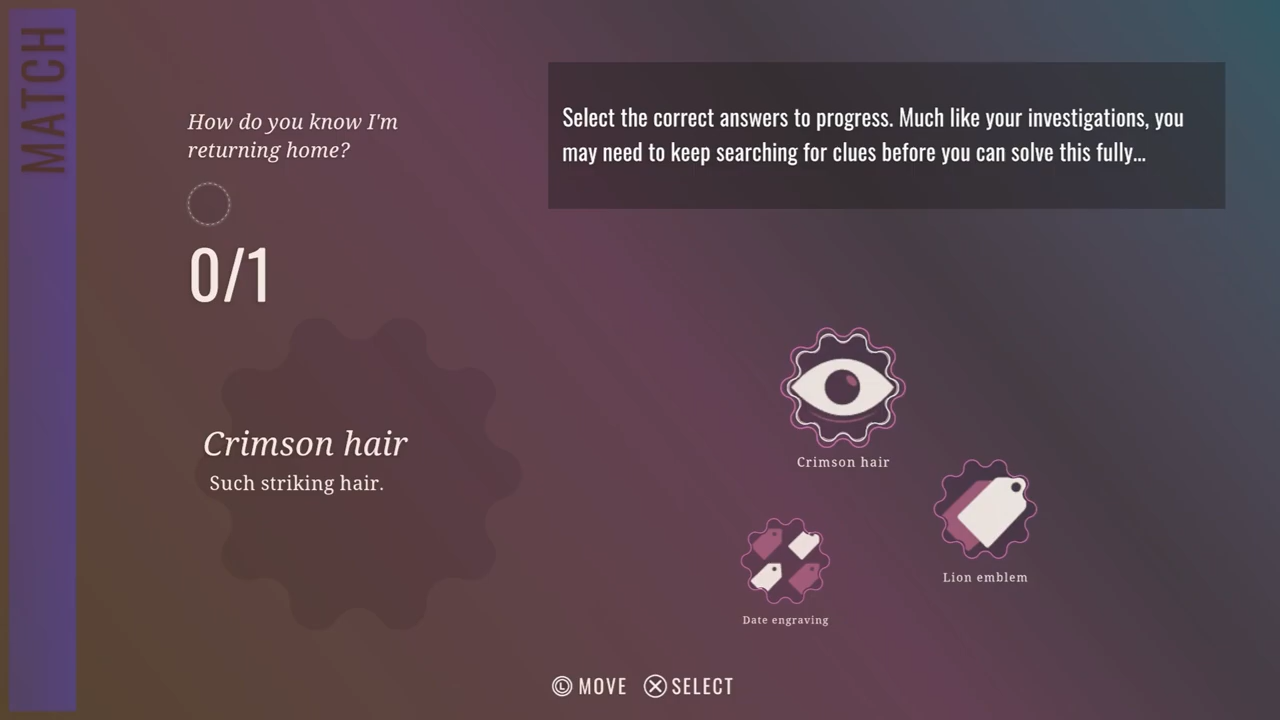 MATCH
How do you know I'm
returning home?
0/1
Select the correct answers to progress. Much like your investigations, you
may need to keep searching for clues before you can solve this fully...
Crimson hair
Such striking hair.
Crimson hair
Lion emblem
Date engraving
L MOVE X SELECT